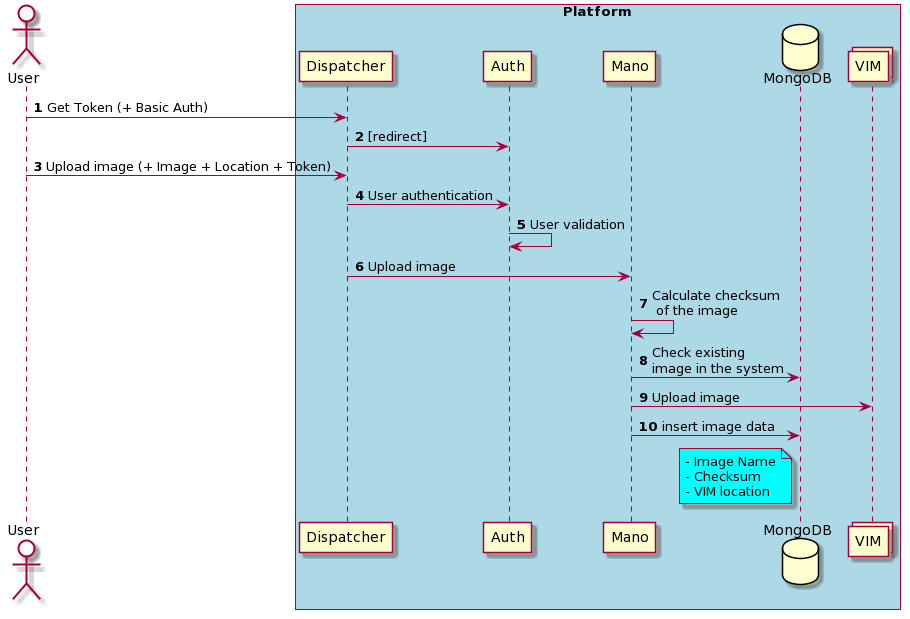 Platform
User
Dispatcher
Auth
Mano
MongoDB
VIM
1 Get Token (+ Basic Auth)
2 [redirect]
3 Upload image (+ Image + Location + Token)
4 User authentication
5 User validation
6 Upload image
7 Calculate checksum
of the image
8 Check existing
image in the system
9 Upload image
10 insert image data
- Image Name
- Checksum
- VIM location
User
Dispatcher
Auth
Mano
MongoDB
VIM